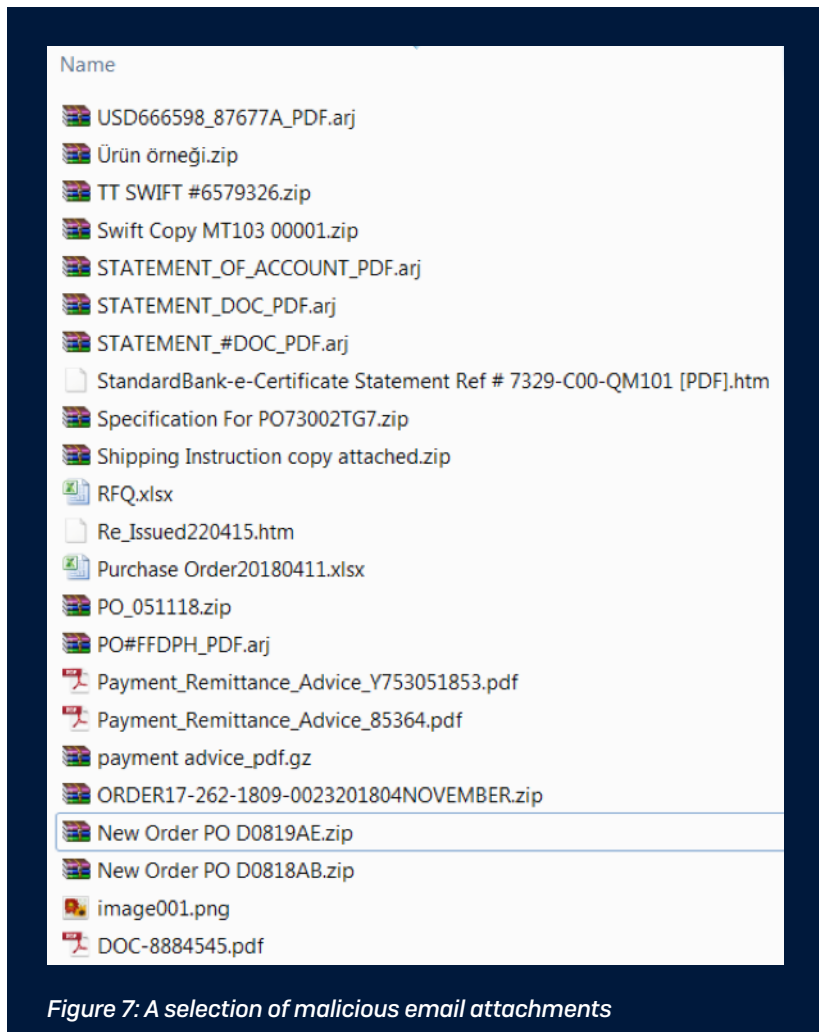 Name
USD666598_87677A_PDF.arj
Ürün örneği.zip
TT SWIFT #6579326.zip
Swift Copy MT103 00001.zip
STATEMENT_OF_ACCOUNT_PDF.arj
STATEMENT_DOC_PDF.arj
STATEMENT_#DOC_PDF.arj
StandardBank-e-Certificate Statement Ref # 7329-C00-QM101 [PDF].htm
Specification For PO73002TG7.zip
Shipping Instruction copy attached.zip
RFQ.xlsx
Re_Issued220415.htm
Purchase Order20180411.xlsx
PO_051118.zip
PO#FFDPH_PDF.arj
Payment_Remittance_Advice_Y753051853.pdf
Payment_Remittance_Advice_85364.pdf
payment advice_pdf.gz
ORDER17-262-1809-0023201804NOVEMBER.zip
New Order PO D0819AE.zip
New Order PO D0818AB.zip
image001.png
DOC-8884545.pdf
Figure 7: A selection of malicious email attachments